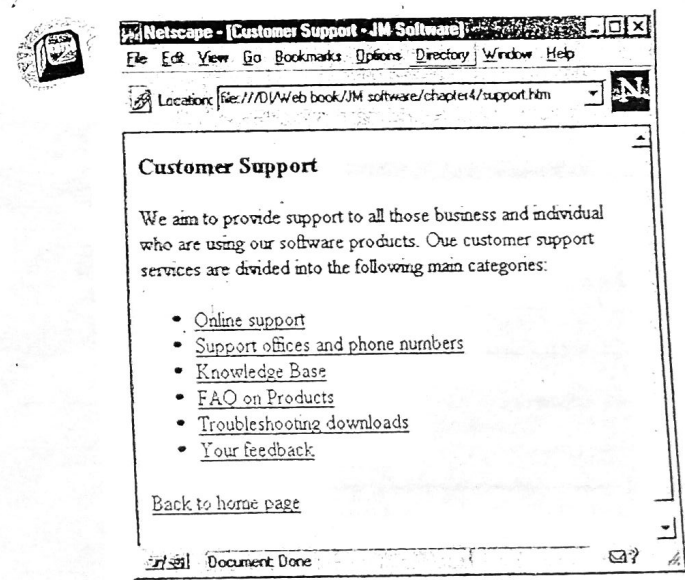 Netscape - [Customer Support - JM Software]
File Edit View Go Bookmarks Options Directory Window Help
Location: file:///D|/Web book/JM software/chapter4/support.htm
N
Customer Support
We aim to provide support to all those business and individual
who are using our software products. Oue customer support
services are divided into the following main categories:
• Online support
• Support offices and phone numbers
• Knowledge Base
• FAQ on Products
• Troubleshooting downloads
• Your feedback
Back to home page
Document: Done